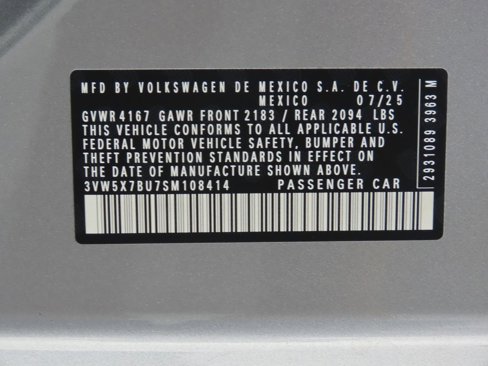 MFD BY VOLKSWAGEN DE MEXICO S.A. DE C.V.
MEXICO 07/25
GVWR 4167 GAWR FRONT 2183 / REAR 2094 LBS
THIS VEHICLE CONFORMS TO ALL APPLICABLE U.S.
FEDERAL MOTOR VEHICLE SAFETY, BUMPER AND
THEFT PREVENTION STANDARDS IN EFFECT ON
THE DATE OF MANUFACTURE SHOWN ABOVE.
3VW5X7BU7SM108414 PASSENGER CAR
2931089 3963 M